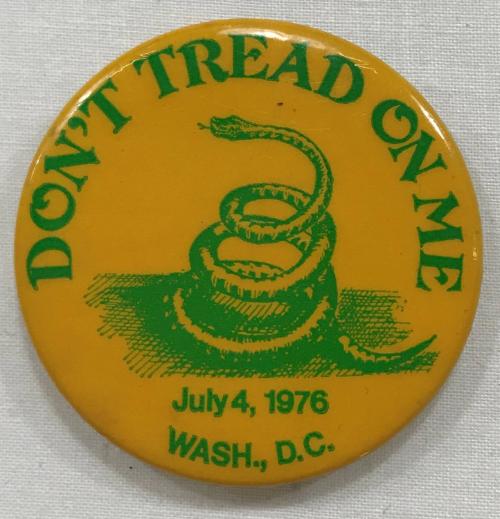 DON'T TREAD ON ME
July 4, 1976
WASH., D.C.